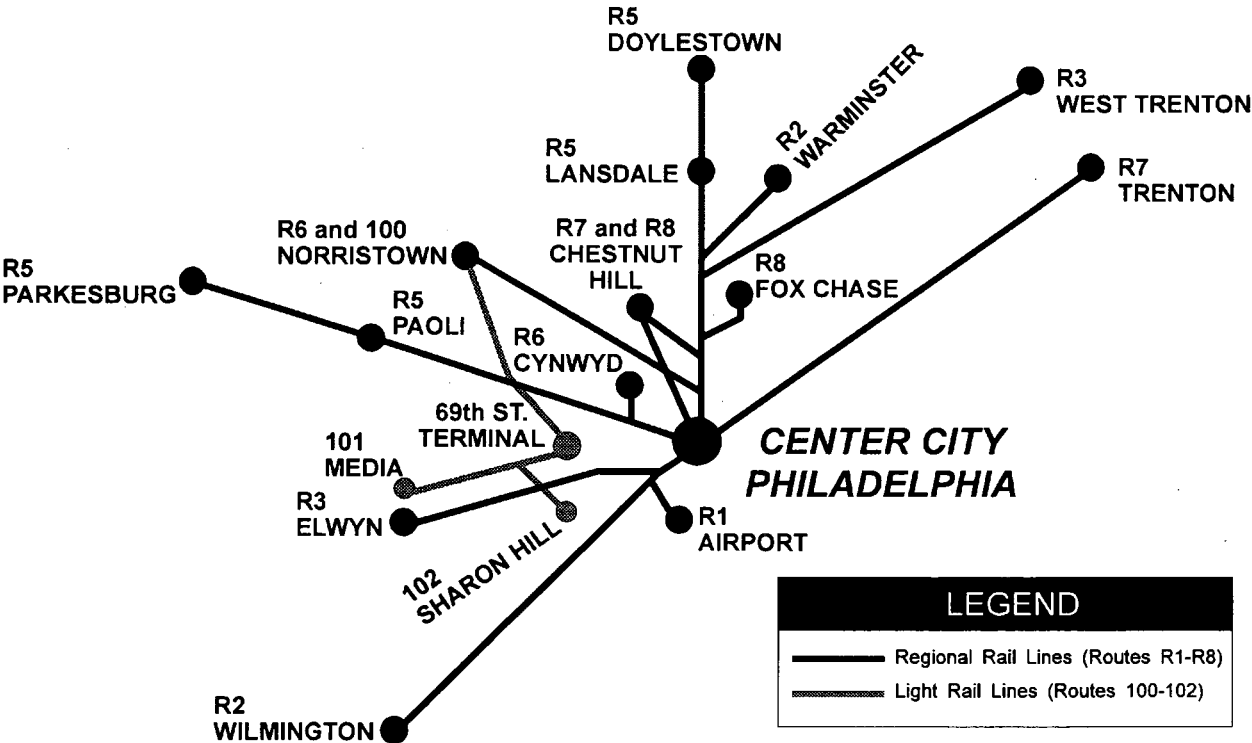 R5
DOYLESTOWN
R2
WARMINSTER
R3
WEST TRENTON
R5
LANSDALE
R7
TRENTON
R6 and 100
NORRISTOWN
R7 and R8
CHESTNUT
HILL
R8
FOX CHASE
R5
PARKESBURG
R5
PAOLI
R6
CYNWYD
69th ST.
TERMINAL
CENTER CITY
PHILADELPHIA
101
MEDIA
R3
ELWYN
R1
AIRPORT
102
SHARON HILL
R2
WILMINGTON
LEGEND
Regional Rail Lines (Routes R1-R8)
Light Rail Lines (Routes 100-102)